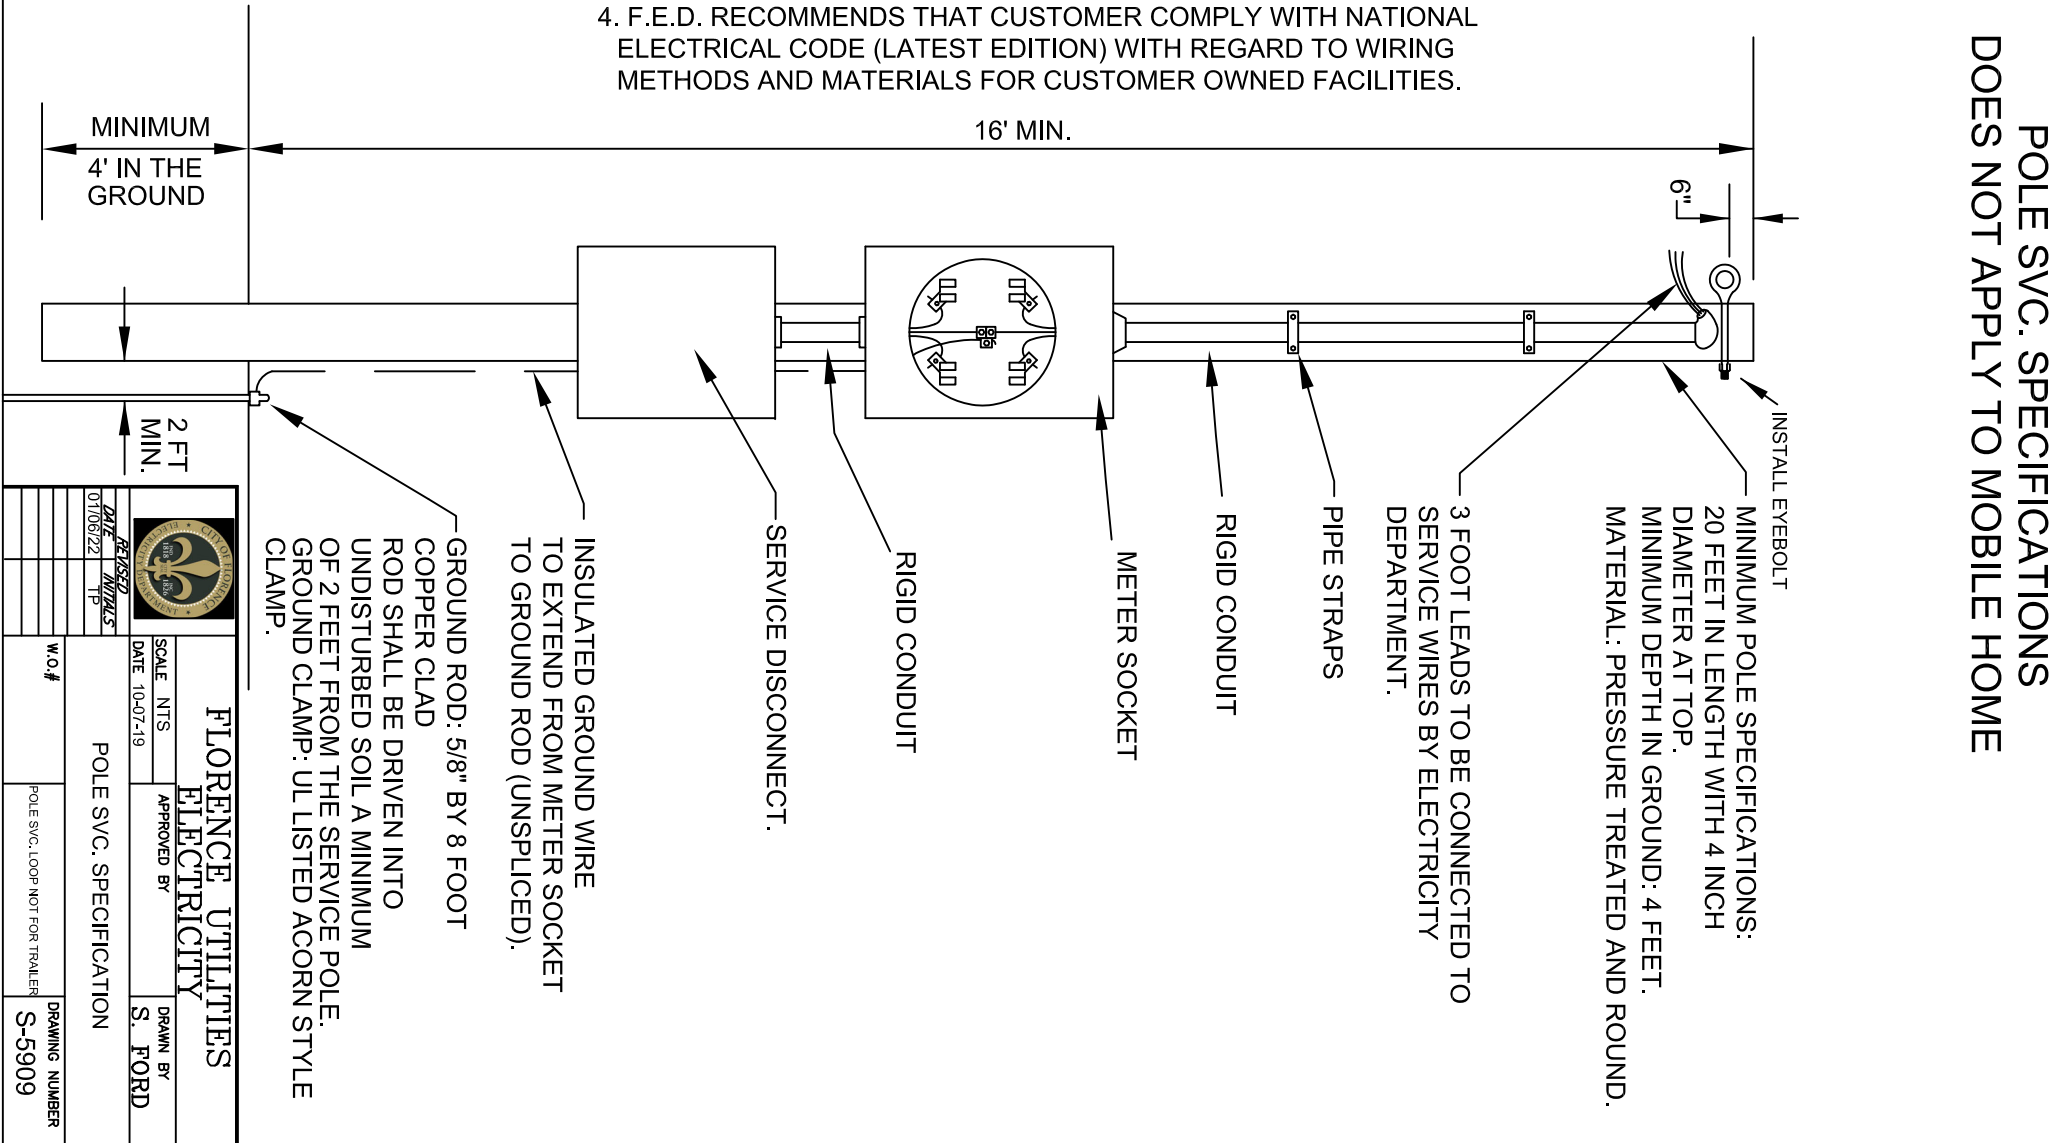 POLE SVC. SPECIFICATIONS
DOES NOT APPLY TO MOBILE HOME
4. F.E.D. RECOMMENDS THAT CUSTOMER COMPLY WITH NATIONAL
ELECTRICAL CODE (LATEST EDITION) WITH REGARD TO WIRING
METHODS AND MATERIALS FOR CUSTOMER OWNED FACILITIES.
16' MIN.
MINIMUM
4' IN THE
GROUND
6"
INSTALL EYEBOLT
MINIMUM POLE SPECIFICATIONS:
20 FEET IN LENGTH WITH 4 INCH
DIAMETER AT TOP.
MINIMUM DEPTH IN GROUND: 4 FEET.
MATERIAL: PRESSURE TREATED AND ROUND.
3 FOOT LEADS TO BE CONNECTED TO
SERVICE WIRES BY ELECTRICITY
DEPARTMENT.
PIPE STRAPS
RIGID CONDUIT
METER SOCKET
RIGID CONDUIT
SERVICE DISCONNECT.
INSULATED GROUND WIRE
TO EXTEND FROM METER SOCKET
TO GROUND ROD (UNSPLICED).
GROUND ROD: 5/8" BY 8 FOOT
COPPER CLAD
ROD SHALL BE DRIVEN INTO
UNDISTURBED SOIL A MINIMUM
OF 2 FEET FROM THE SERVICE POLE.
GROUND CLAMP: UL LISTED ACORN STYLE
CLAMP.
2 FT
MIN.
CITY OF FLORENCE
ELECTRICITY DEPARTMENT
1818 1826
REVISED
DATE INITIALS
01/06/22 TP
FLORENCE UTILITIES
ELECTRICITY
SCALE NTS
DATE 10-07-19
APPROVED BY
DRAWN BY
S. FORD
POLE SVC. SPECIFICATION
W.O.#
POLE SVC. LOOP NOT FOR TRAILER
DRAWING NUMBER
S-5909